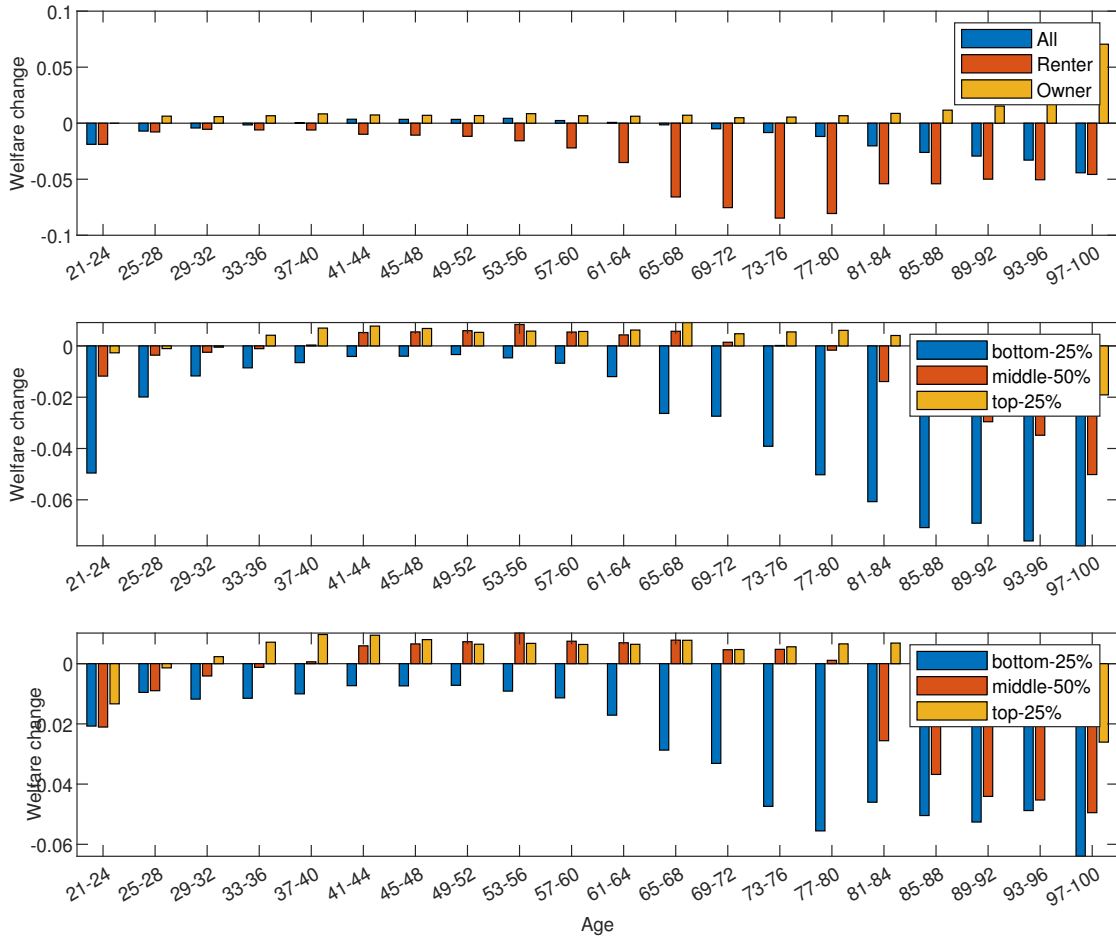 0.1
0.05
0
-0.05
-0.1
Welfare change
All
Renter
Owner
21-24 25-28 29-32 33-36 37-40 41-44 45-48 49-52 53-56 57-60 61-64 65-68 69-72 73-76 77-80 81-84 85-88 89-92 93-96 97-100
0
-0.02
-0.04
-0.06
Welfare change
bottom-25%
middle-50%
top-25%
21-24 25-28 29-32 33-36 37-40 41-44 45-48 49-52 53-56 57-60 61-64 65-68 69-72 73-76 77-80 81-84 85-88 89-92 93-96 97-100
0
-0.02
-0.04
-0.06
Welfare change
bottom-25%
middle-50%
top-25%
21-24 25-28 29-32 33-36 37-40 41-44 45-48 49-52 53-56 57-60 61-64 65-68 69-72 73-76 77-80 81-84 85-88 89-92 93-96 97-100
Age